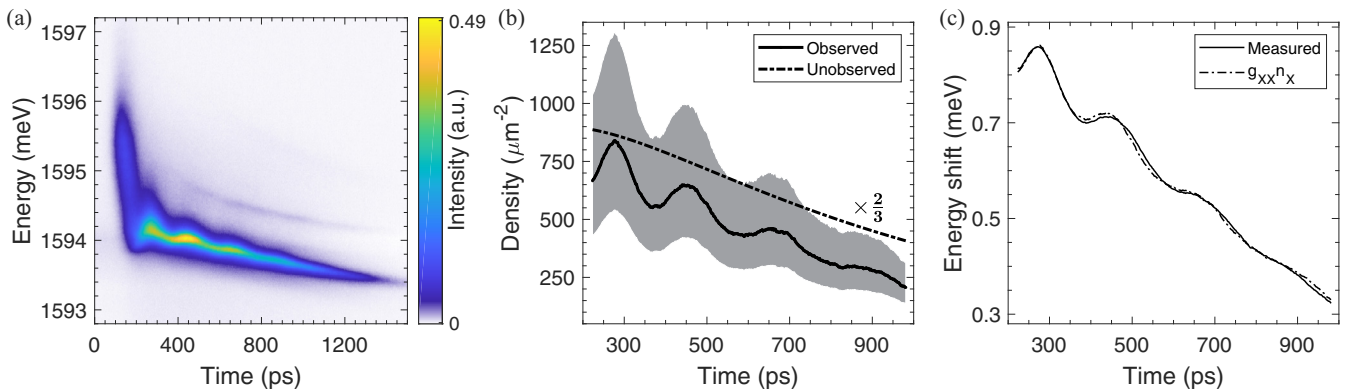 (a)
1597
1596
1595
1594
1593
Energy (meV)
0
400
800
1200
Time (ps)
0.49
0
Intensity (a.u.)
(b)
1250
1000
750
500
250
Density (μm⁻²)
Observed
Unobserved
× 2/3
300
500
700
900
Time (ps)
(c)
0.9
0.7
0.5
0.3
Energy shift (meV)
Measured
g_XX n_X
300
500
700
900
Time (ps)